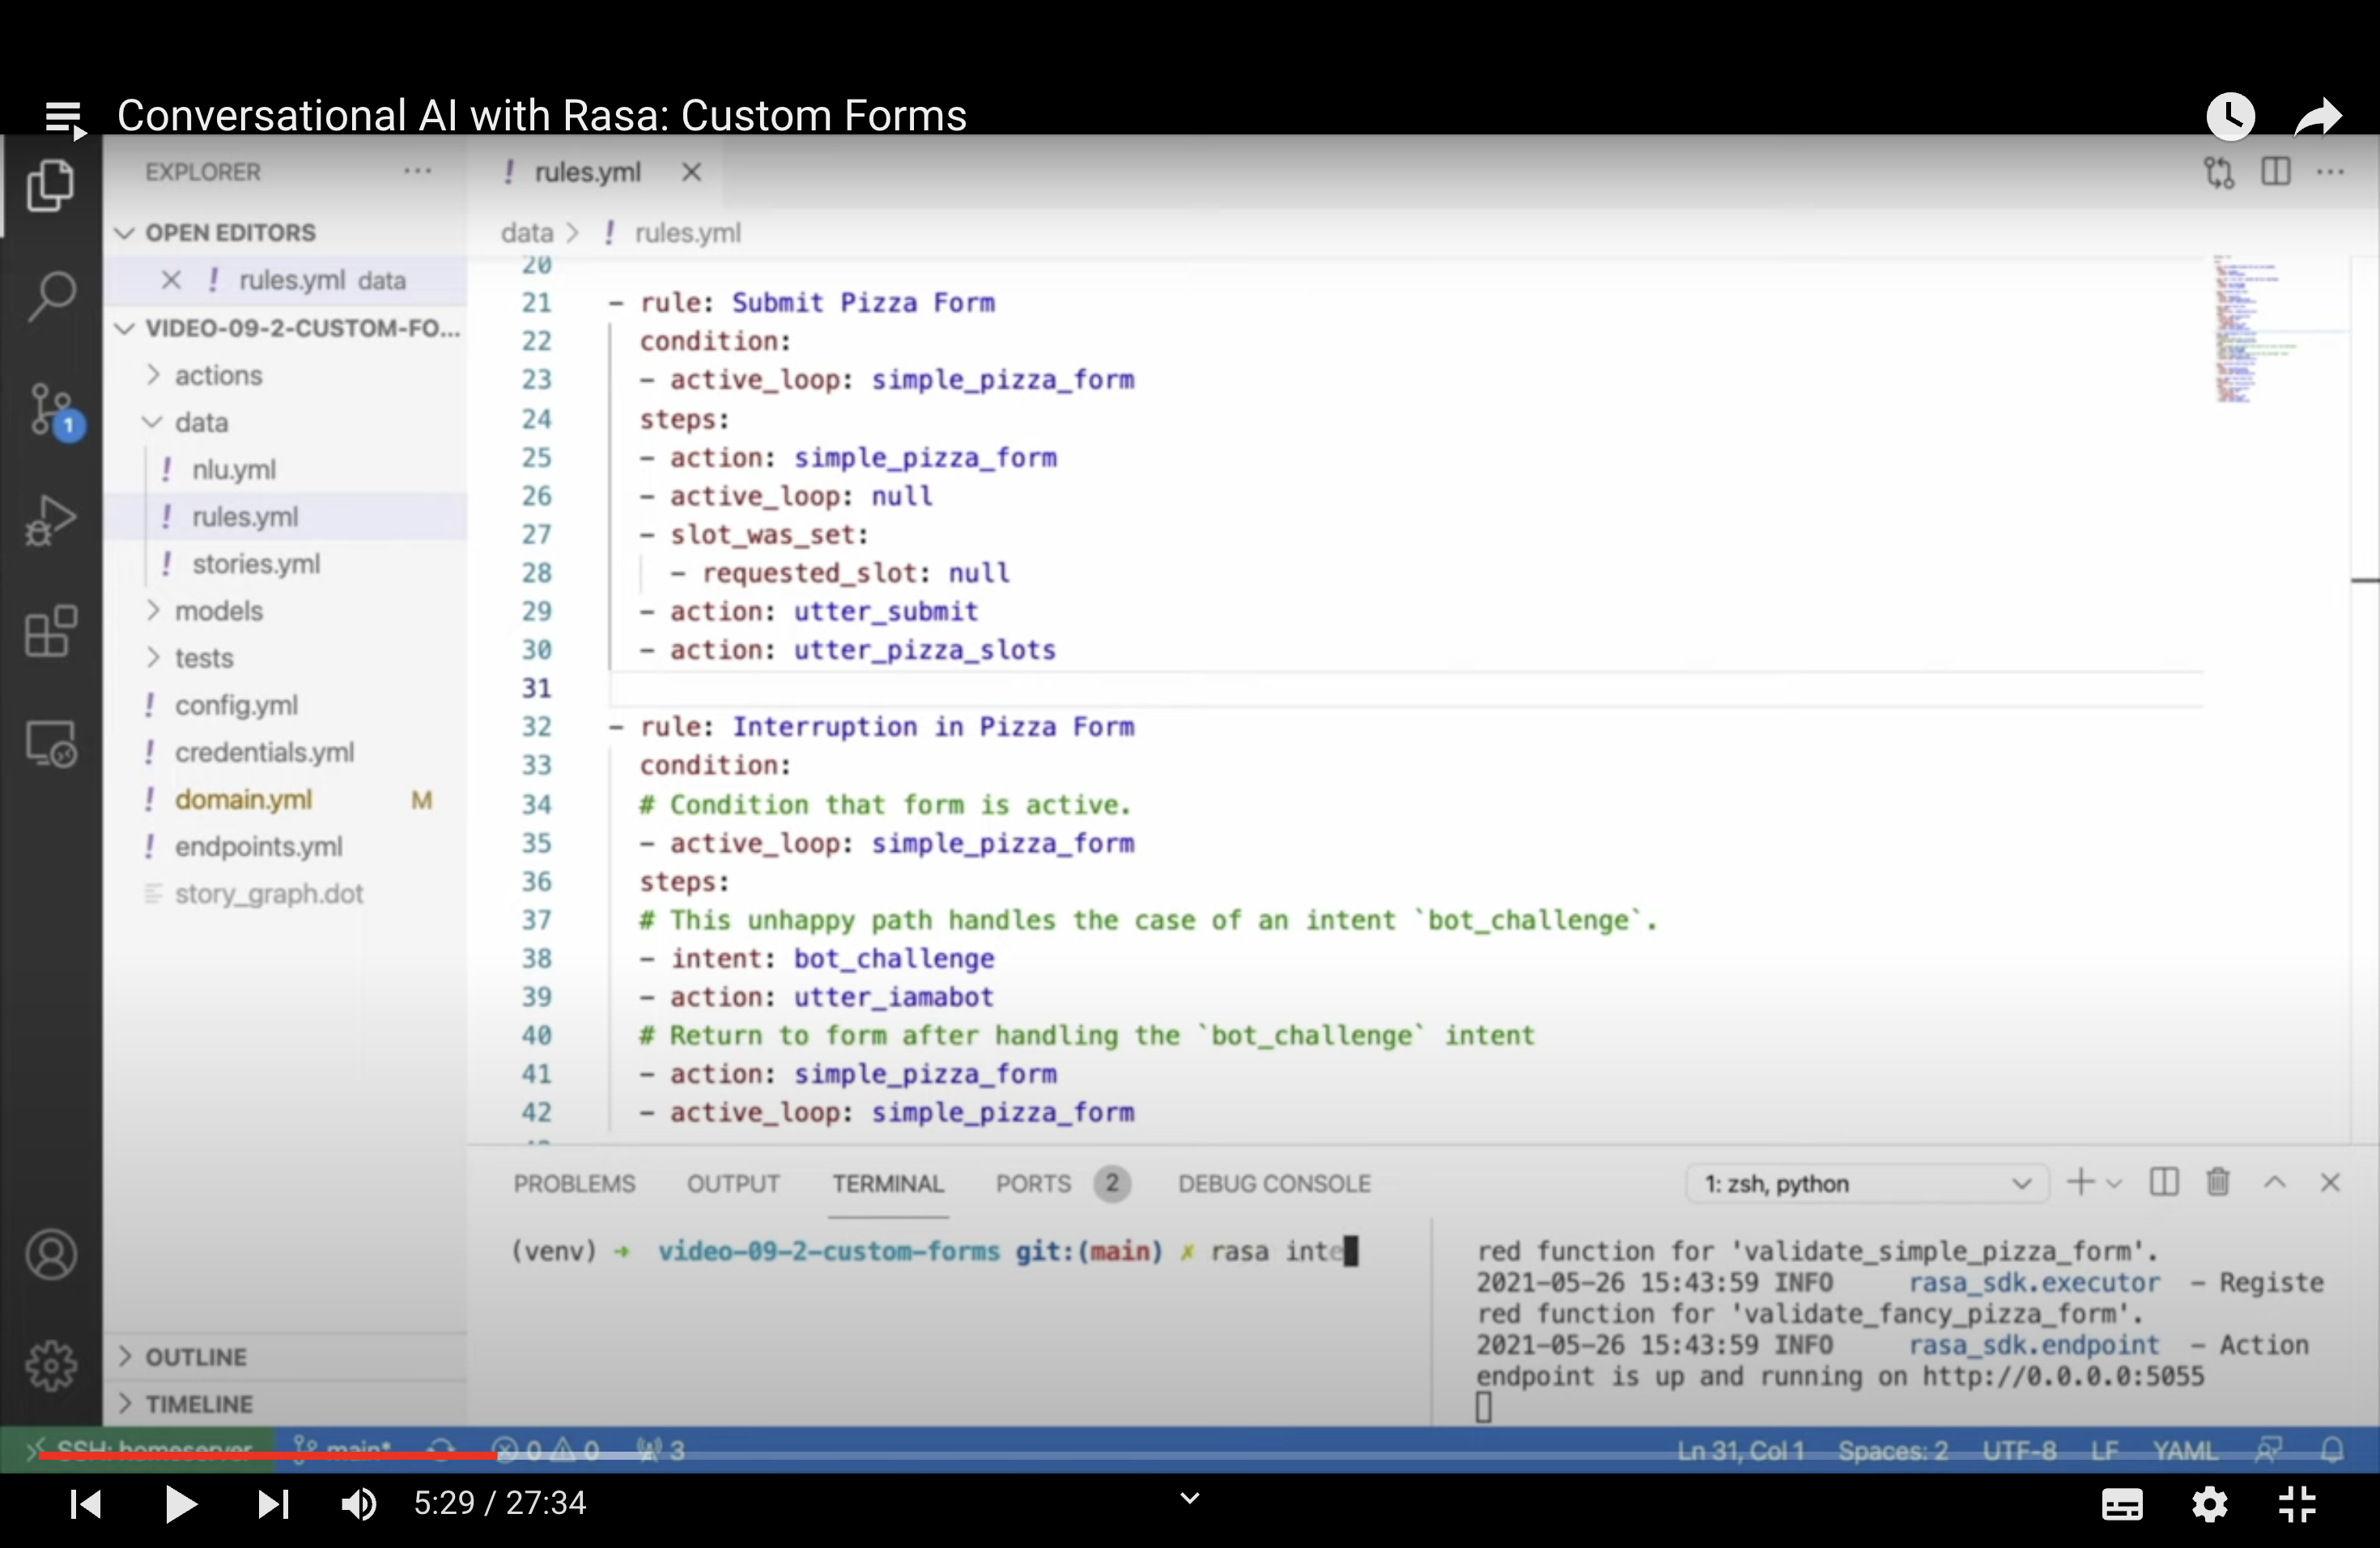 Conversational AI with Rasa: Custom Forms
EXPLORER
rules.yml
OPEN EDITORS
rules.yml data
data > ! rules.yml
VIDEO-09-2-CUSTOM-FO...
actions
data
! nlu.yml
! rules.yml
! stories.yml
models
tests
! config.yml
! credentials.yml
! domain.yml M
! endpoints.yml
story_graph.dot
OUTLINE
TIMELINE
1
20
21 - rule: Submit Pizza Form
22 condition:
23 - active_loop: simple_pizza_form
24 steps:
25 - action: simple_pizza_form
26 - active_loop: null
27 - slot_was_set:
28 - requested_slot: null
29 - action: utter_submit
30 - action: utter_pizza_slots
31
32 - rule: Interruption in Pizza Form
33 condition:
34 # Condition that form is active.
35 - active_loop: simple_pizza_form
36 steps:
37 # This unhappy path handles the case of an intent `bot_challenge`.
38 - intent: bot_challenge
39 - action: utter_iamabot
40 # Return to form after handling the `bot_challenge` intent
41 - action: simple_pizza_form
42 - active_loop: simple_pizza_form
PROBLEMS OUTPUT TERMINAL PORTS 2 DEBUG CONSOLE
1: zsh, python
(venv) → video-09-2-custom-forms git:(main) ✗ rasa inte
red function for 'validate_simple_pizza_form'.
2021-05-26 15:43:59 INFO rasa_sdk.executor - Registe
red function for 'validate_fancy_pizza_form'.
2021-05-26 15:43:59 INFO rasa_sdk.endpoint - Action
endpoint is up and running on http://0.0.0.0:5055
SSH: homeserver main* 0 0 3
Ln 31, Col 1 Spaces: 2 UTF-8 LF YAML
5:29 / 27:34